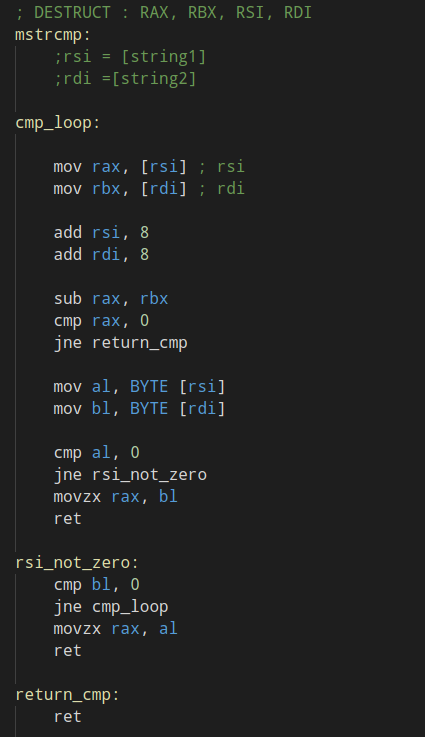 ; DESTRUCT : RAX, RBX, RSI, RDI
mstrcmp:
    ;rsi = [string1]
    ;rdi =[string2]

cmp_loop:

    mov rax, [rsi] ; rsi
    mov rbx, [rdi] ; rdi

    add rsi, 8
    add rdi, 8

    sub rax, rbx
    cmp rax, 0
    jne return_cmp

    mov al, BYTE [rsi]
    mov bl, BYTE [rdi]

    cmp al, 0
    jne rsi_not_zero
    movzx rax, bl
    ret

rsi_not_zero:
    cmp bl, 0
    jne cmp_loop
    movzx rax, al
    ret

return_cmp:
    ret